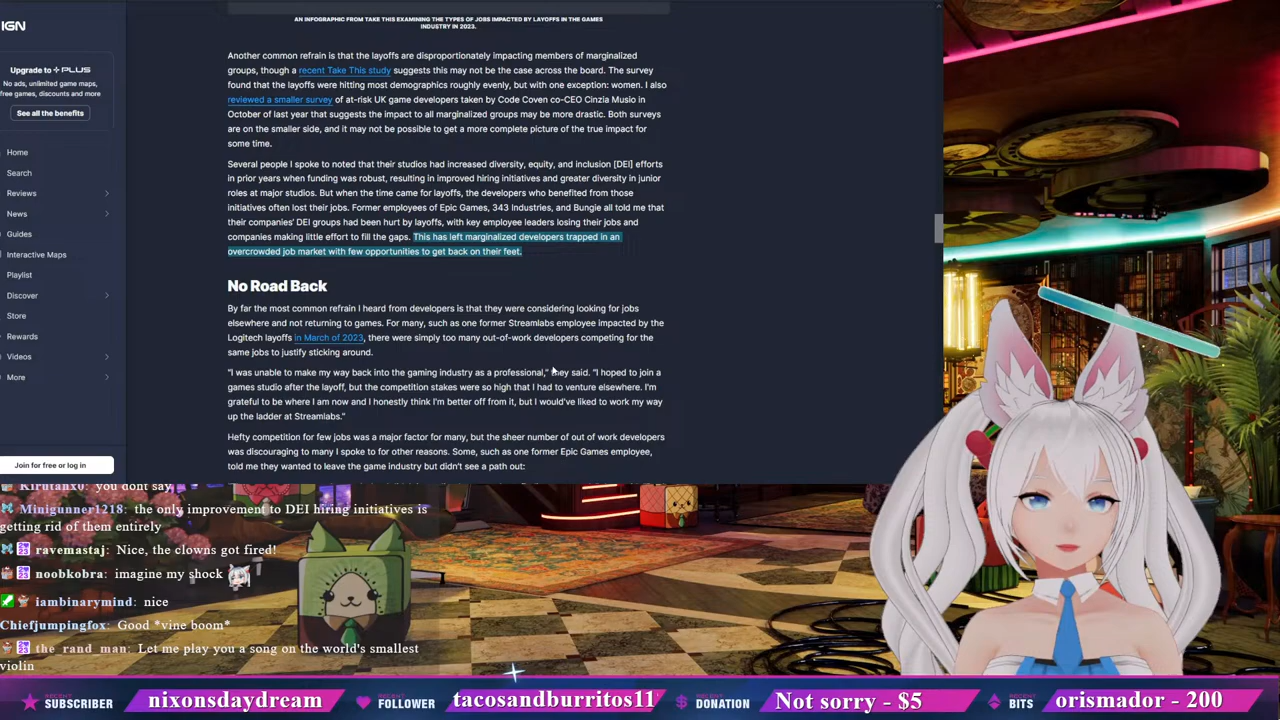 IGN
Upgrade to PLUS
No ads, unlimited game maps,
free games, discounts and more
See all the benefits
Home
Search
Reviews
News
Guides
Interactive Maps
Playlist
Discover
Store
Rewards
Videos
More
Join for free or log in
AN INFOGRAPHIC FROM TAKE THIS EXAMINING THE TYPES OF JOBS IMPACTED BY LAYOFFS IN THE GAMES
INDUSTRY IN 2023.
Another common refrain is that the layoffs are disproportionately impacting members of marginalized
groups, though a recent Take This study suggests this may not be the case across the board. The survey
found that the layoffs were hitting most demographics roughly evenly, but with one exception: women. I also
reviewed a smaller survey of at-risk UK game developers taken by Code Coven co-CEO Cinzia Musio in
October of last year that suggests the impact to all marginalized groups may be more drastic. Both surveys
are on the smaller side, and it may not be possible to get a more complete picture of the true impact for
some time.
Several people I spoke to noted that their studios had increased diversity, equity, and inclusion [DEI] efforts
in prior years when funding was robust, resulting in improved hiring initiatives and greater diversity in junior
roles at major studios. But when the time came for layoffs, the developers who benefited from those
initiatives often lost their jobs. Former employees of Epic Games, 343 Industries, and Bungie all told me that
their companies' DEI groups had been hurt by layoffs, with key employee leaders losing their jobs and
companies making little effort to fill the gaps. This has left marginalized developers trapped in an
overcrowded job market with few opportunities to get back on their feet.
No Road Back
By far the most common refrain I heard from developers is that they were considering looking for jobs
elsewhere and not returning to games. For many, such as one former Streamlabs employee impacted by the
Logitech layoffs in March of 2023, there were simply too many out-of-work developers competing for the
same jobs to justify sticking around.
"I was unable to make my way back into the gaming industry as a professional," they said. "I hoped to join a
games studio after the layoff, but the competition stakes were so high that I had to venture elsewhere. I'm
grateful to be where I am now and I honestly think I'm better off from it, but I would've liked to work my way
up the ladder at Streamlabs."
Hefty competition for few jobs was a major factor for many, but the sheer number of out of work developers
was discouraging to many I spoke to for other reasons. Some, such as one former Epic Games employee,
told me they wanted to leave the game industry but didn't see a path out:
Kirutanx0: you dont say
Minigunner1218: the only improvement to DEI hiring initiatives is
getting rid of them entirely
ravemastaj: Nice, the clowns got fired!
noobkobra: imagine my shock
iambinarymind: nice
Chiefjumpingfox: Good *vine boom*
the_rand_man: Let me play you a song on the world's smallest
violin
RECENT SUBSCRIBER nixonsdaydream RECENT FOLLOWER tacosandburritos11 RECENT DONATION Not sorry - $5 RECENT BITS orismador - 200